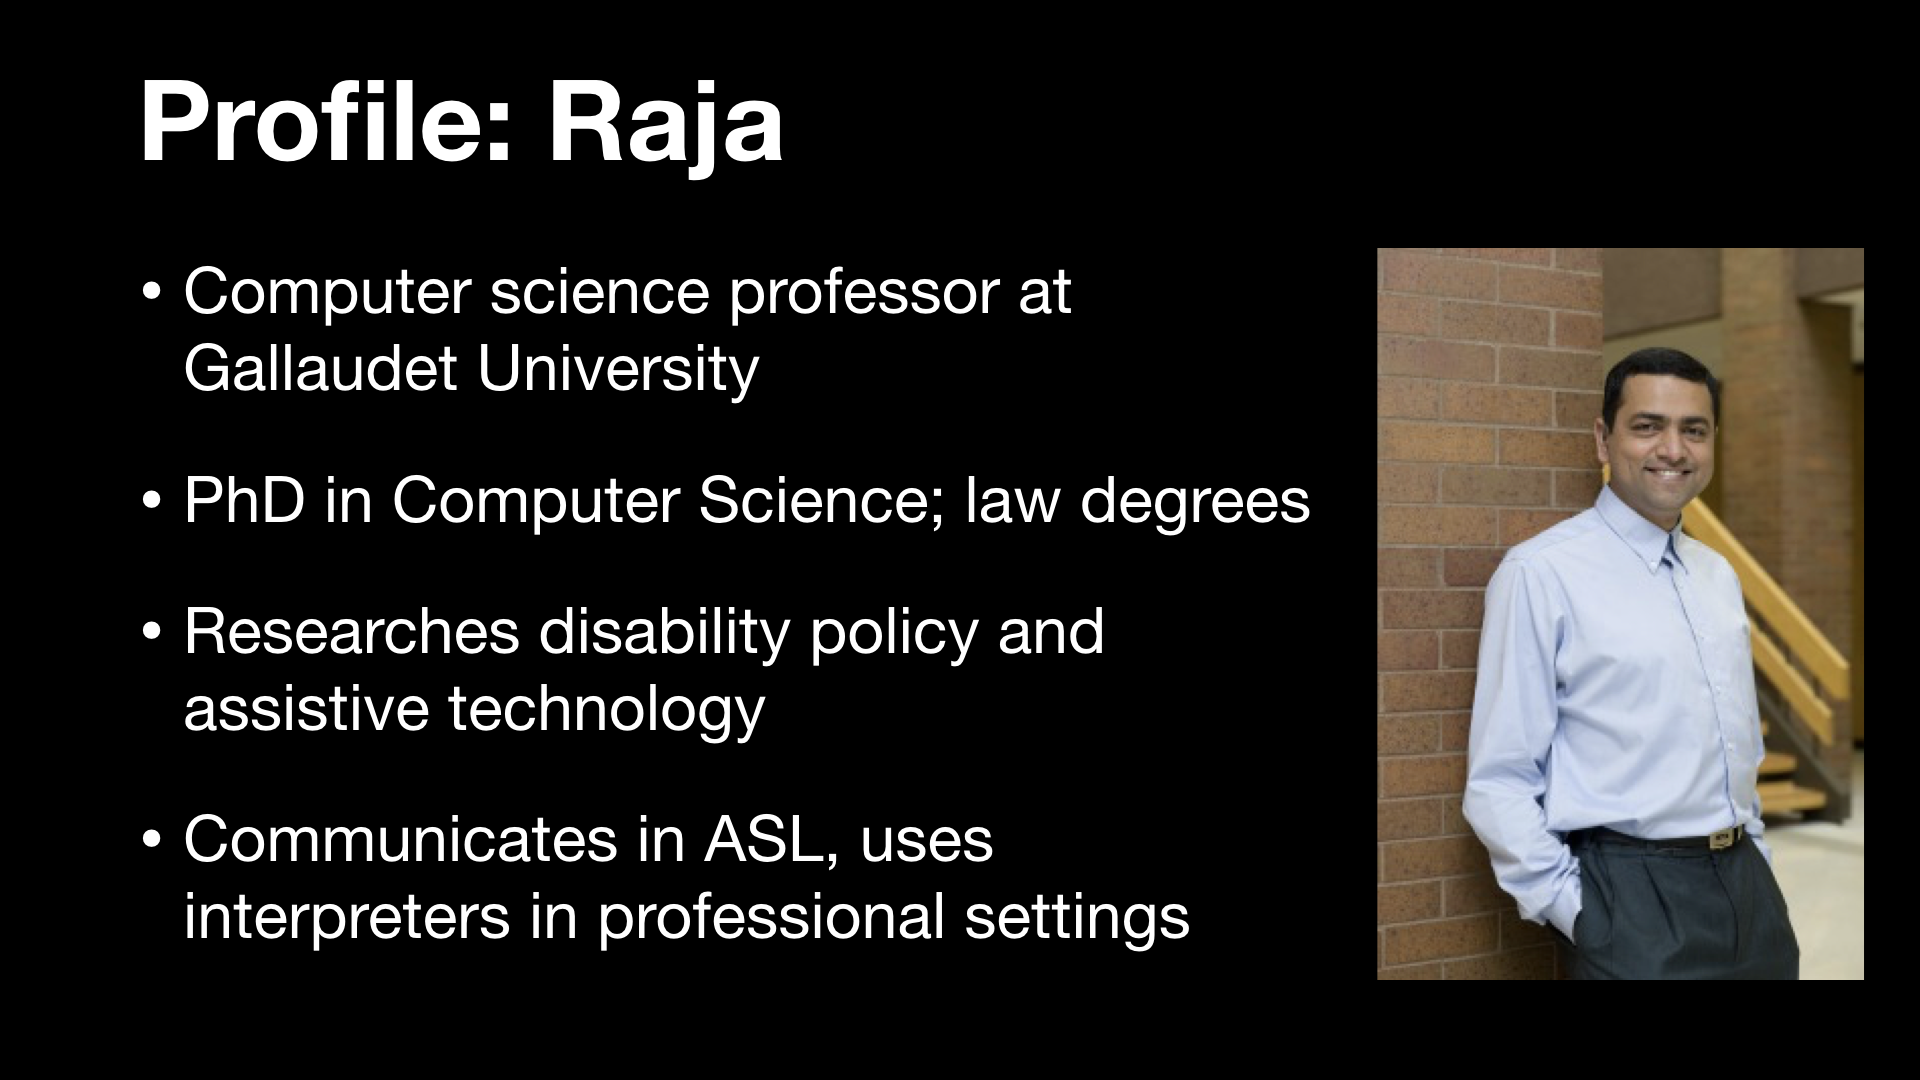 Profile: Raja
• Computer science professor at
Gallaudet University
• PhD in Computer Science; law degrees
• Researches disability policy and
assistive technology
• Communicates in ASL, uses
interpreters in professional settings